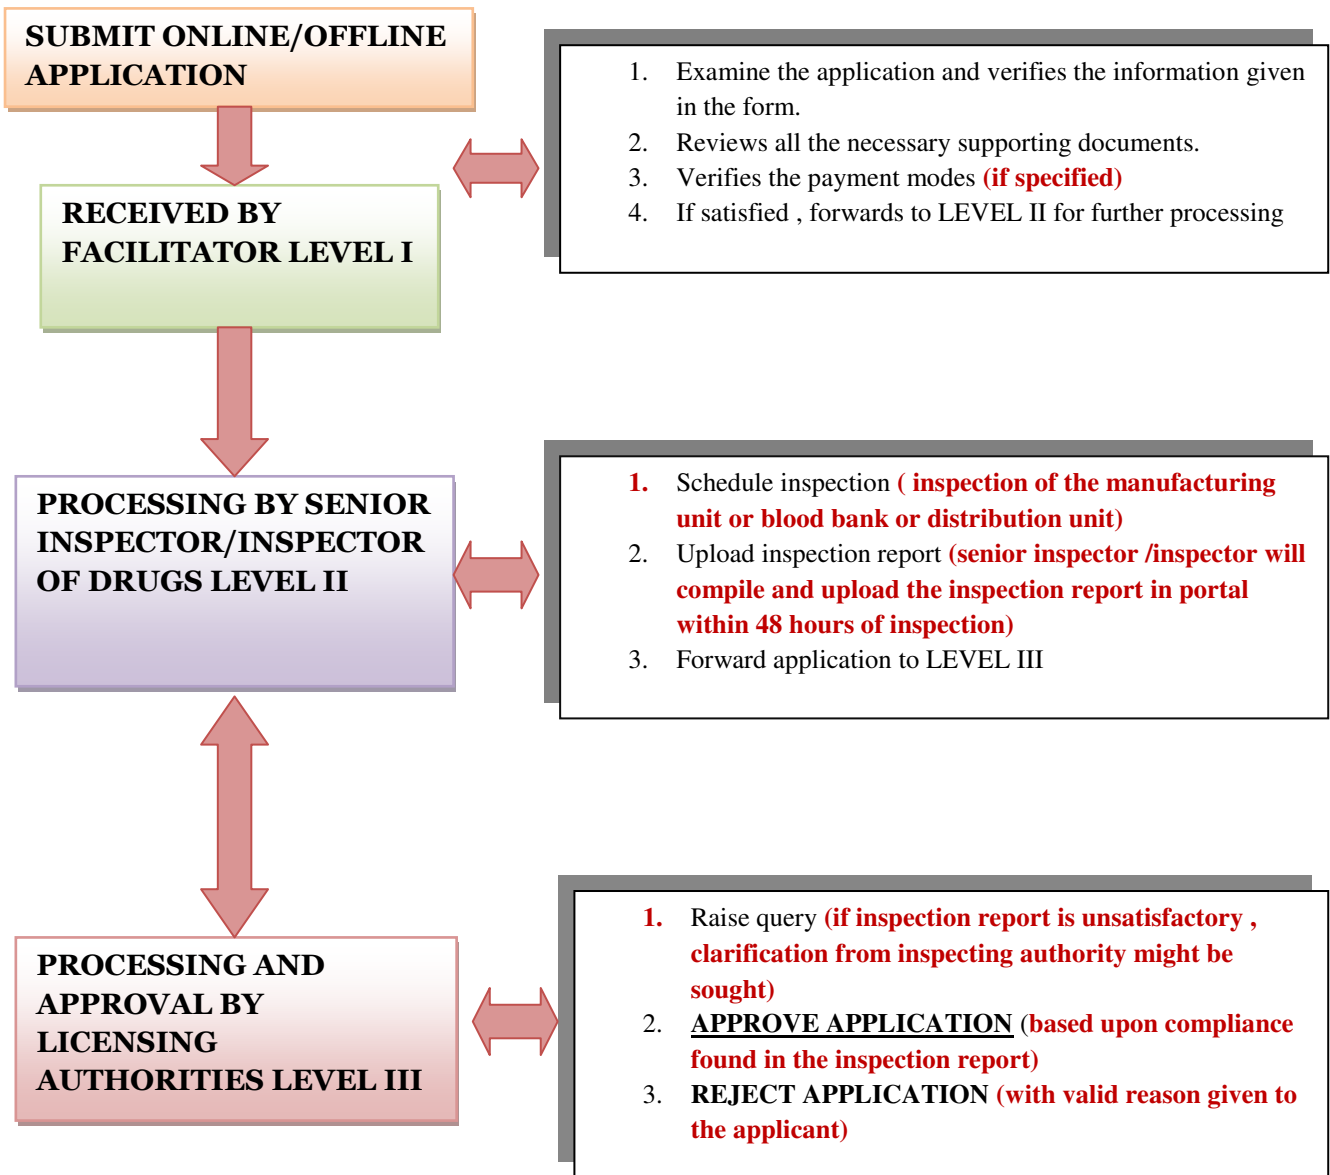 SUBMIT ONLINE/OFFLINE
APPLICATION
1. Examine the application and verifies the information given
in the form.
2. Reviews all the necessary supporting documents.
3. Verifies the payment modes (if specified)
4. If satisfied , forwards to LEVEL II for further processing
RECEIVED BY
FACILITATOR LEVEL I
PROCESSING BY SENIOR
INSPECTOR/INSPECTOR
OF DRUGS LEVEL II
1. Schedule inspection ( inspection of the manufacturing
unit or blood bank or distribution unit)
2. Upload inspection report (senior inspector /inspector will
compile and upload the inspection report in portal
within 48 hours of inspection)
3. Forward application to LEVEL III
PROCESSING AND
APPROVAL BY
LICENSING
AUTHORITIES LEVEL III
1. Raise query (if inspection report is unsatisfactory ,
clarification from inspecting authority might be
sought)
2. APPROVE APPLICATION (based upon compliance
found in the inspection report)
3. REJECT APPLICATION (with valid reason given to
the applicant)